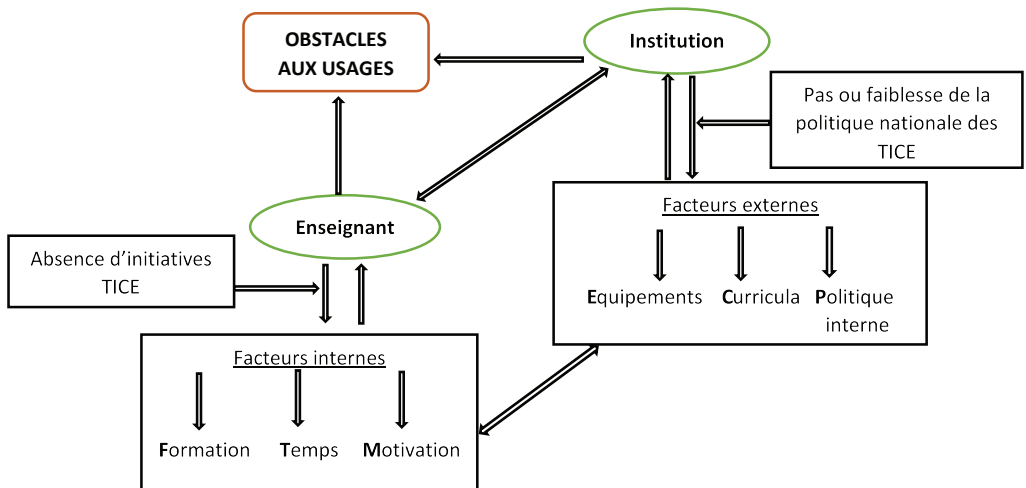 OBSTACLES
AUX USAGES
Institution
Pas ou faiblesse de la
politique nationale des
TICE
Enseignant
Facteurs externes
Absence d’initiatives
TICE
Equipements Curricula Politique
interne
Facteurs internes
Formation Temps Motivation